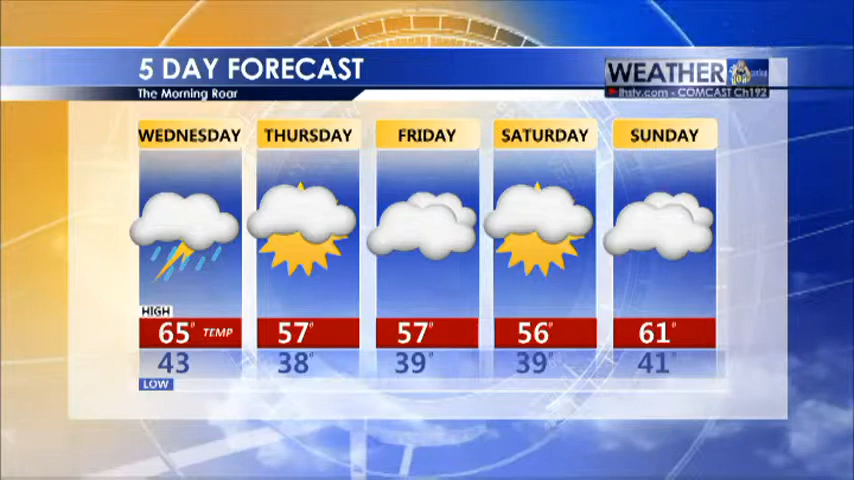 5 DAY FORECAST
WEATHER
The Morning Roar
lhstv.com - COMCAST Ch192
WEDNESDAY THURSDAY FRIDAY SATURDAY SUNDAY
HIGH
65° TEMP 57° 57° 56° 61°
43 38° 39° 39° 41°
LOW